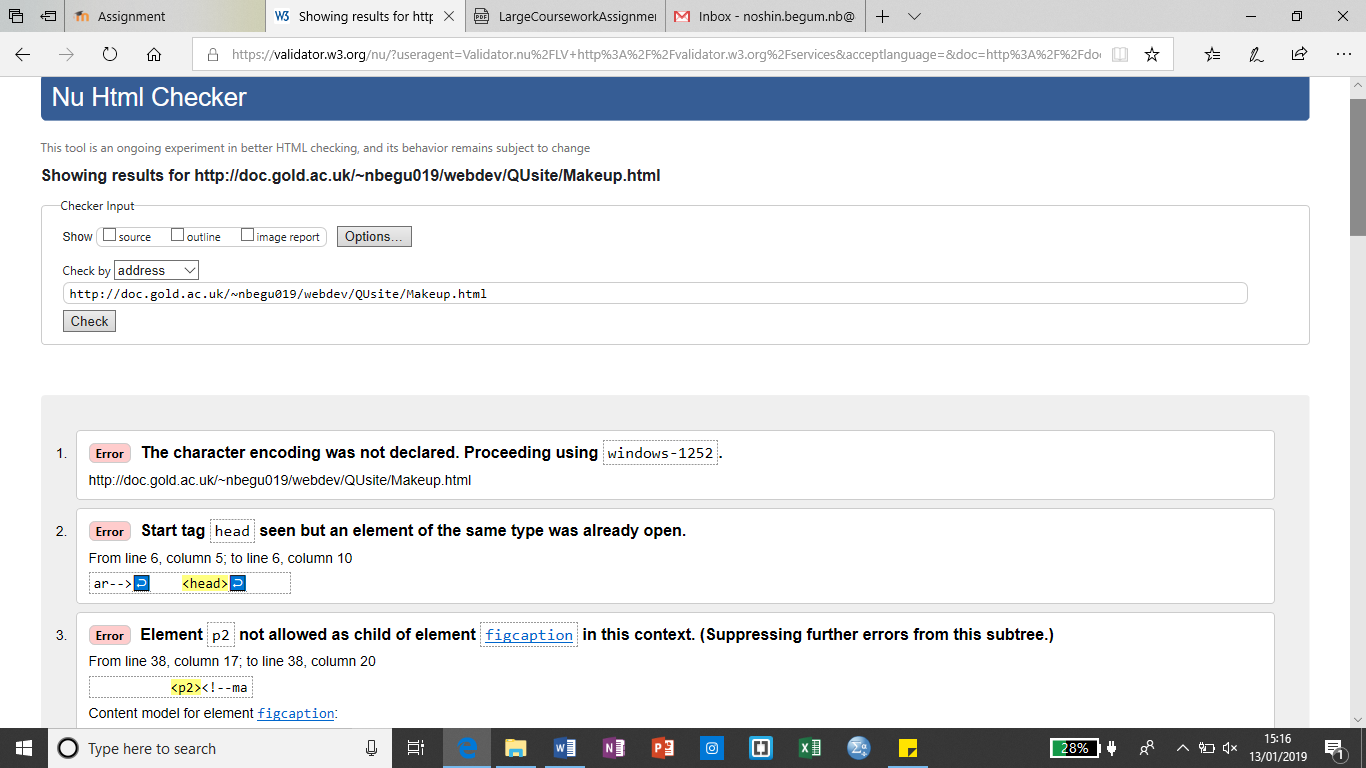 Assignment
W3 Showing results for http
LargeCourseworkAssignmer
Inbox - noshin.begum.nb@
https://validator.w3.org/nu/?useragent=Validator.nu%2FLV+http%3A%2F%2Fvalidator.w3.org%2Fservices&acceptlanguage=&doc=http%3A%2F%2Fdo
Nu Html Checker
This tool is an ongoing experiment in better HTML checking, and its behavior remains subject to change
Showing results for http://doc.gold.ac.uk/~nbegu019/webdev/QUsite/Makeup.html
Checker Input
Show source outline image report Options...
Check by address
http://doc.gold.ac.uk/~nbegu019/webdev/QUsite/Makeup.html
Check
1. Error The character encoding was not declared. Proceeding using windows-1252.
http://doc.gold.ac.uk/~nbegu019/webdev/QUsite/Makeup.html
2. Error Start tag head seen but an element of the same type was already open.
From line 6, column 5; to line 6, column 10
ar--> <head>
3. Error Element p2 not allowed as child of element figcaption in this context. (Suppressing further errors from this subtree.)
From line 38, column 17; to line 38, column 20
<p2><!--ma
Content model for element figcaption:
Type here to search
28%
15:16
13/01/2019
1